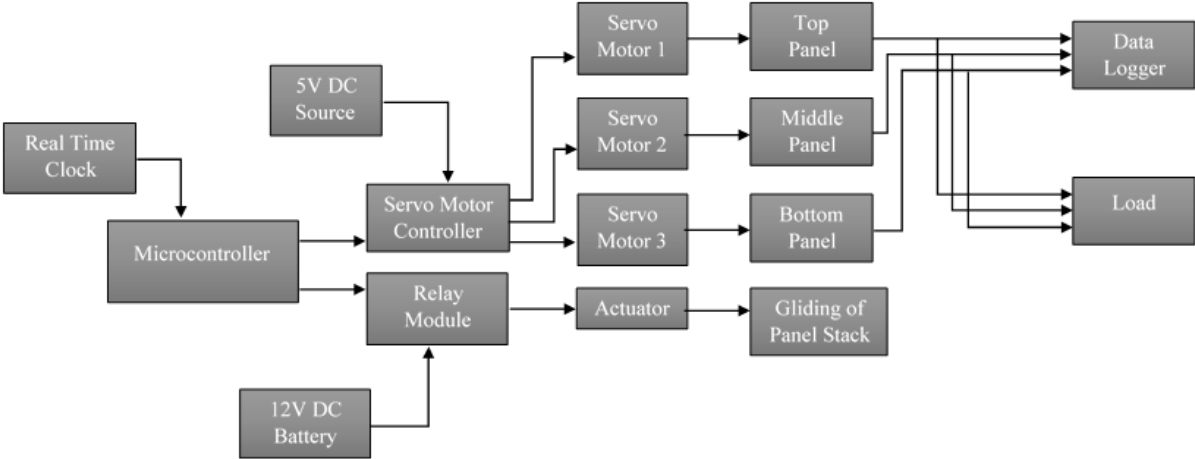 Real Time
Clock
5V DC
Source
Microcontroller
Servo Motor
Controller
Relay
Module
12V DC
Battery
Servo
Motor 1
Servo
Motor 2
Servo
Motor 3
Actuator
Top
Panel
Middle
Panel
Bottom
Panel
Gliding of
Panel Stack
Data
Logger
Load